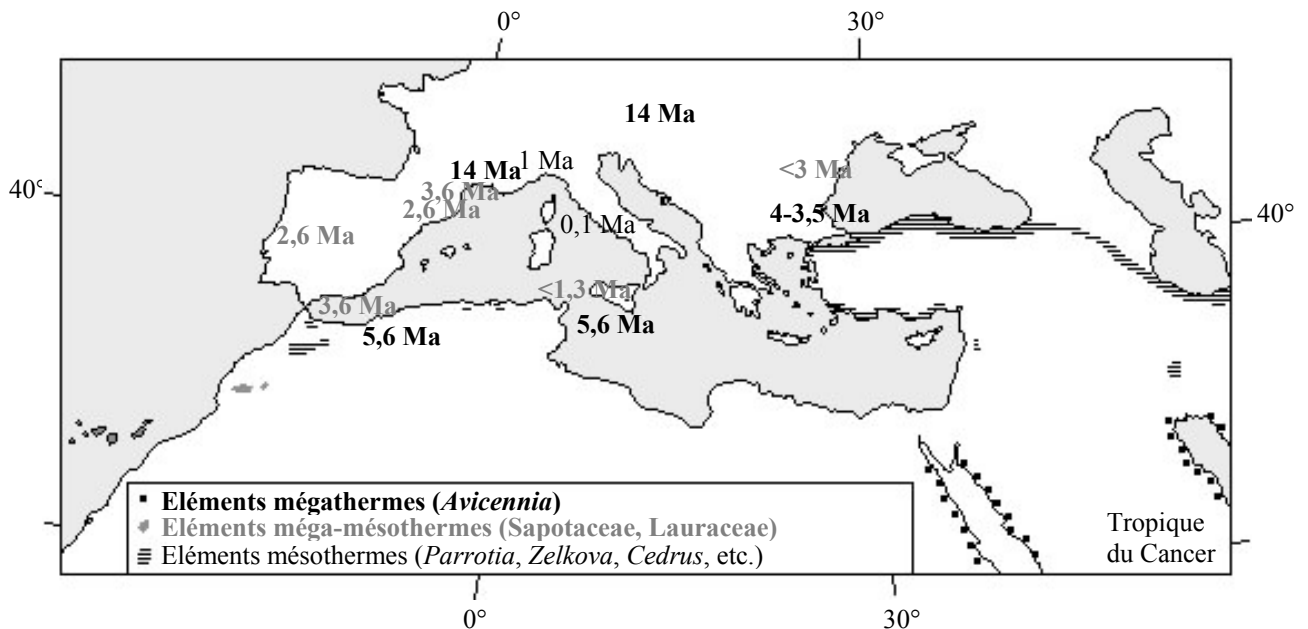 0° 30°
14 Ma
14 Ma 1 Ma
<3 Ma
40° 3,6 Ma
2,6 Ma 4-3,5 Ma 40°
0,1 Ma
2,6 Ma
<1,3 Ma
3,6 Ma
5,6 Ma 5,6 Ma
Eléments mégathermes (Avicennia)
Eléments méga-mésothermes (Sapotaceae, Lauraceae)
Eléments mésothermes (Parrotia, Zelkova, Cedrus, etc.)
Tropique
du Cancer
0° 30°